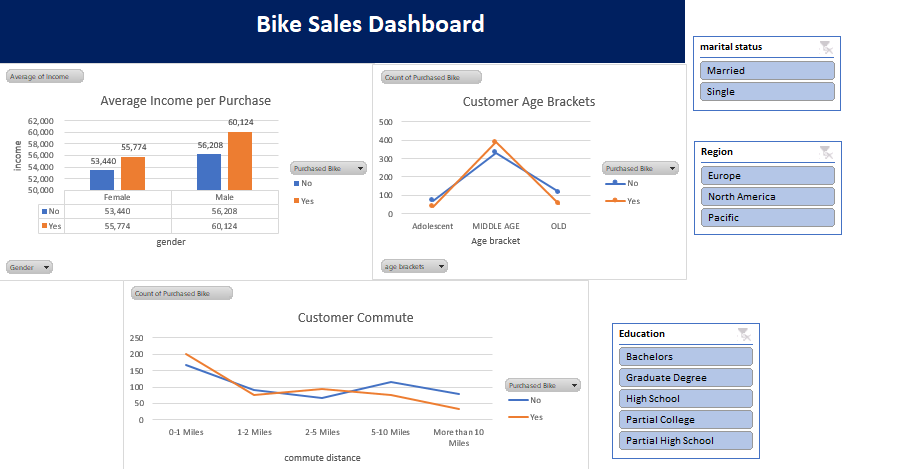 Bike Sales Dashboard
Average of Income
Average Income per Purchase
62,000
60,000
58,000
56,000
54,000
52,000
50,000
income
53,440
55,774
56,208
60,124
Female
Male
No
53,440
56,208
Yes
55,774
60,124
gender
Purchased Bike
No
Yes
Gender
Count of Purchased Bike
Customer Age Brackets
500
400
300
200
100
0
Adolescent
MIDDLE AGE
OLD
Age bracket
Purchased Bike
No
Yes
age brackets
marital status
Married
Single
Region
Europe
North America
Pacific
Count of Purchased Bike
Customer Commute
250
200
150
100
50
0
0-1 Miles
1-2 Miles
2-5 Miles
5-10 Miles
More than 10
Miles
commute distance
Purchased Bike
No
Yes
Education
Bachelors
Graduate Degree
High School
Partial College
Partial High School